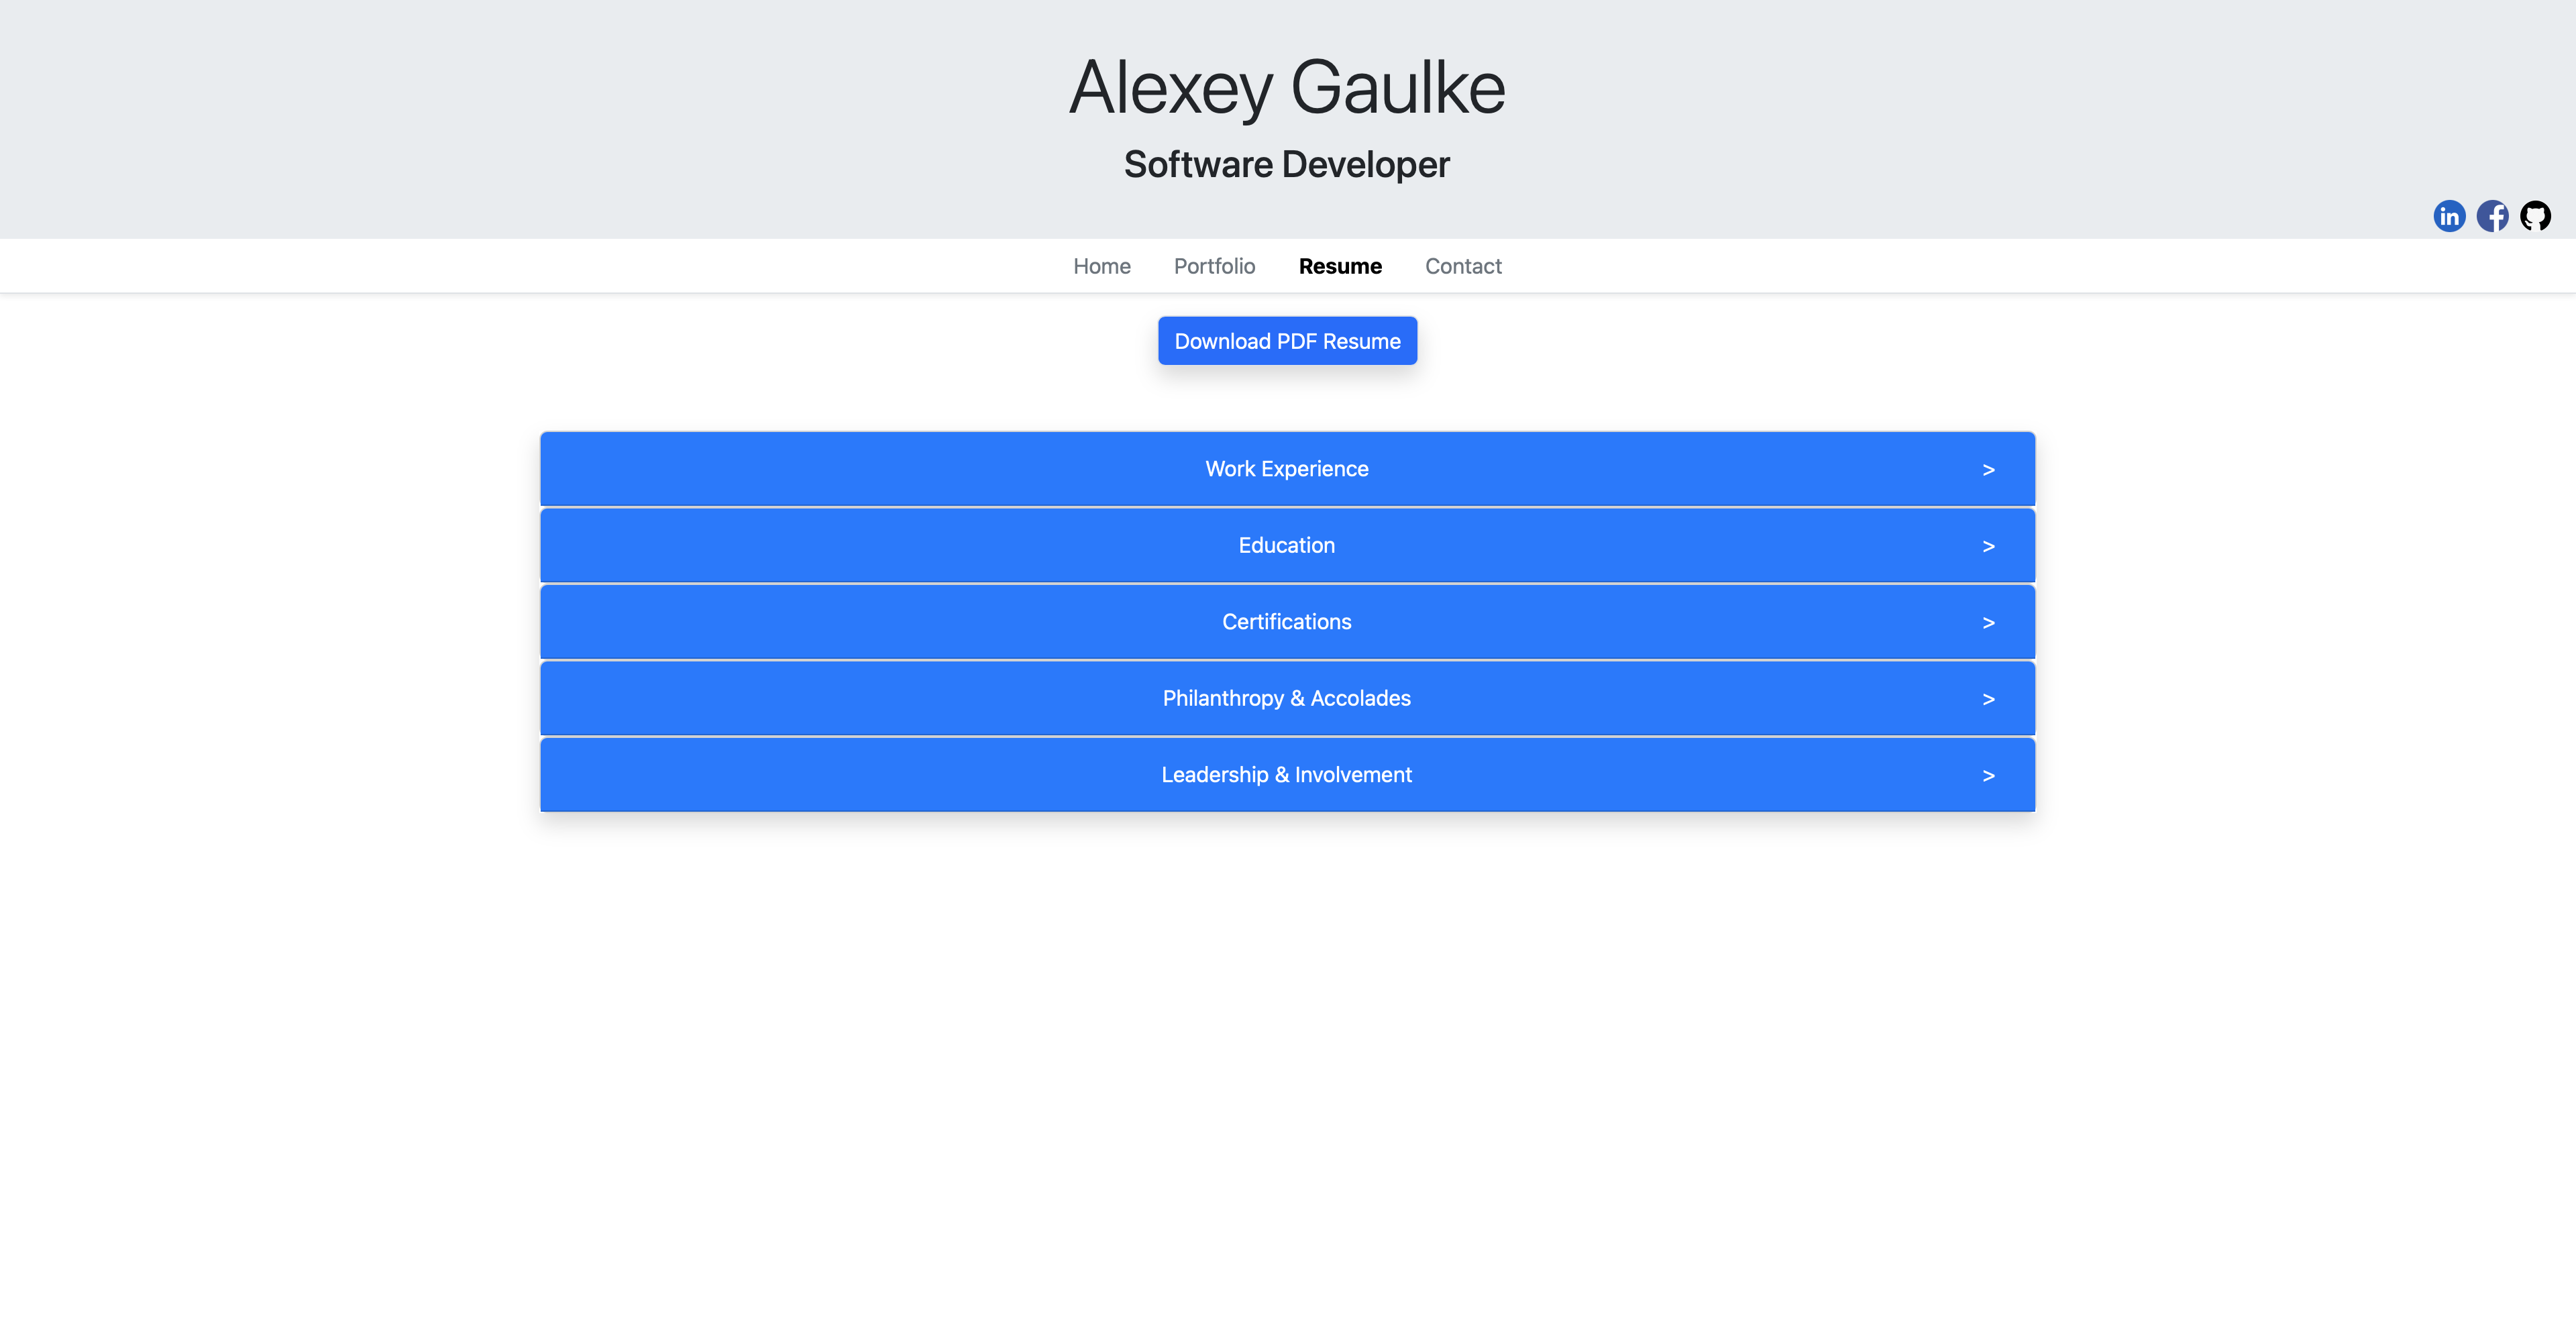 Alexey Gaulke
Software Developer
in f
Home Portfolio Resume Contact
Download PDF Resume
Work Experience >
Education >
Certifications >
Philanthropy & Accolades >
Leadership & Involvement >